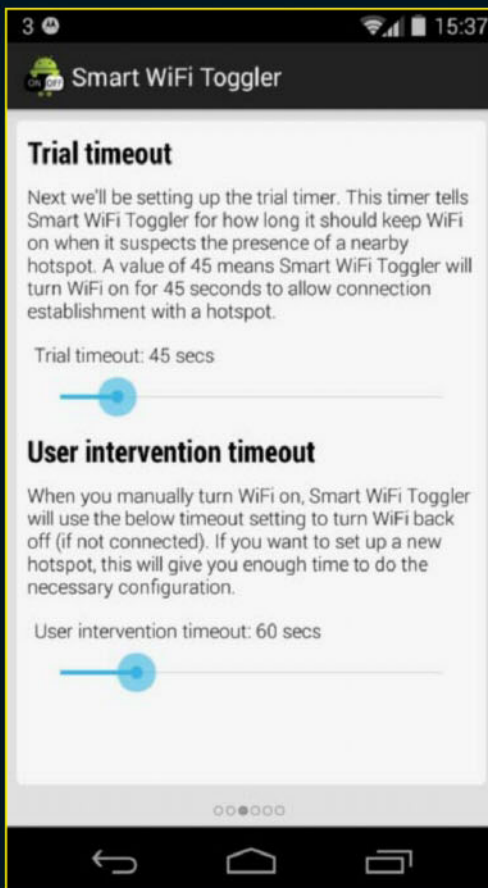 3 15:37
ON OFF Smart WiFi Toggler
Trial timeout
Next we'll be setting up the trial timer. This timer tells
Smart WiFi Toggler for how long it should keep WiFi
on when it suspects the presence of a nearby
hotspot. A value of 45 means Smart WiFi Toggler will
turn WiFi on for 45 seconds to allow connection
establishment with a hotspot.
Trial timeout: 45 secs
User intervention timeout
When you manually turn WiFi on, Smart WiFi Toggler
will use the below timeout setting to turn WiFi back
off (if not connected). If you want to set up a new
hotspot, this will give you enough time to do the
necessary configuration.
User intervention timeout: 60 secs